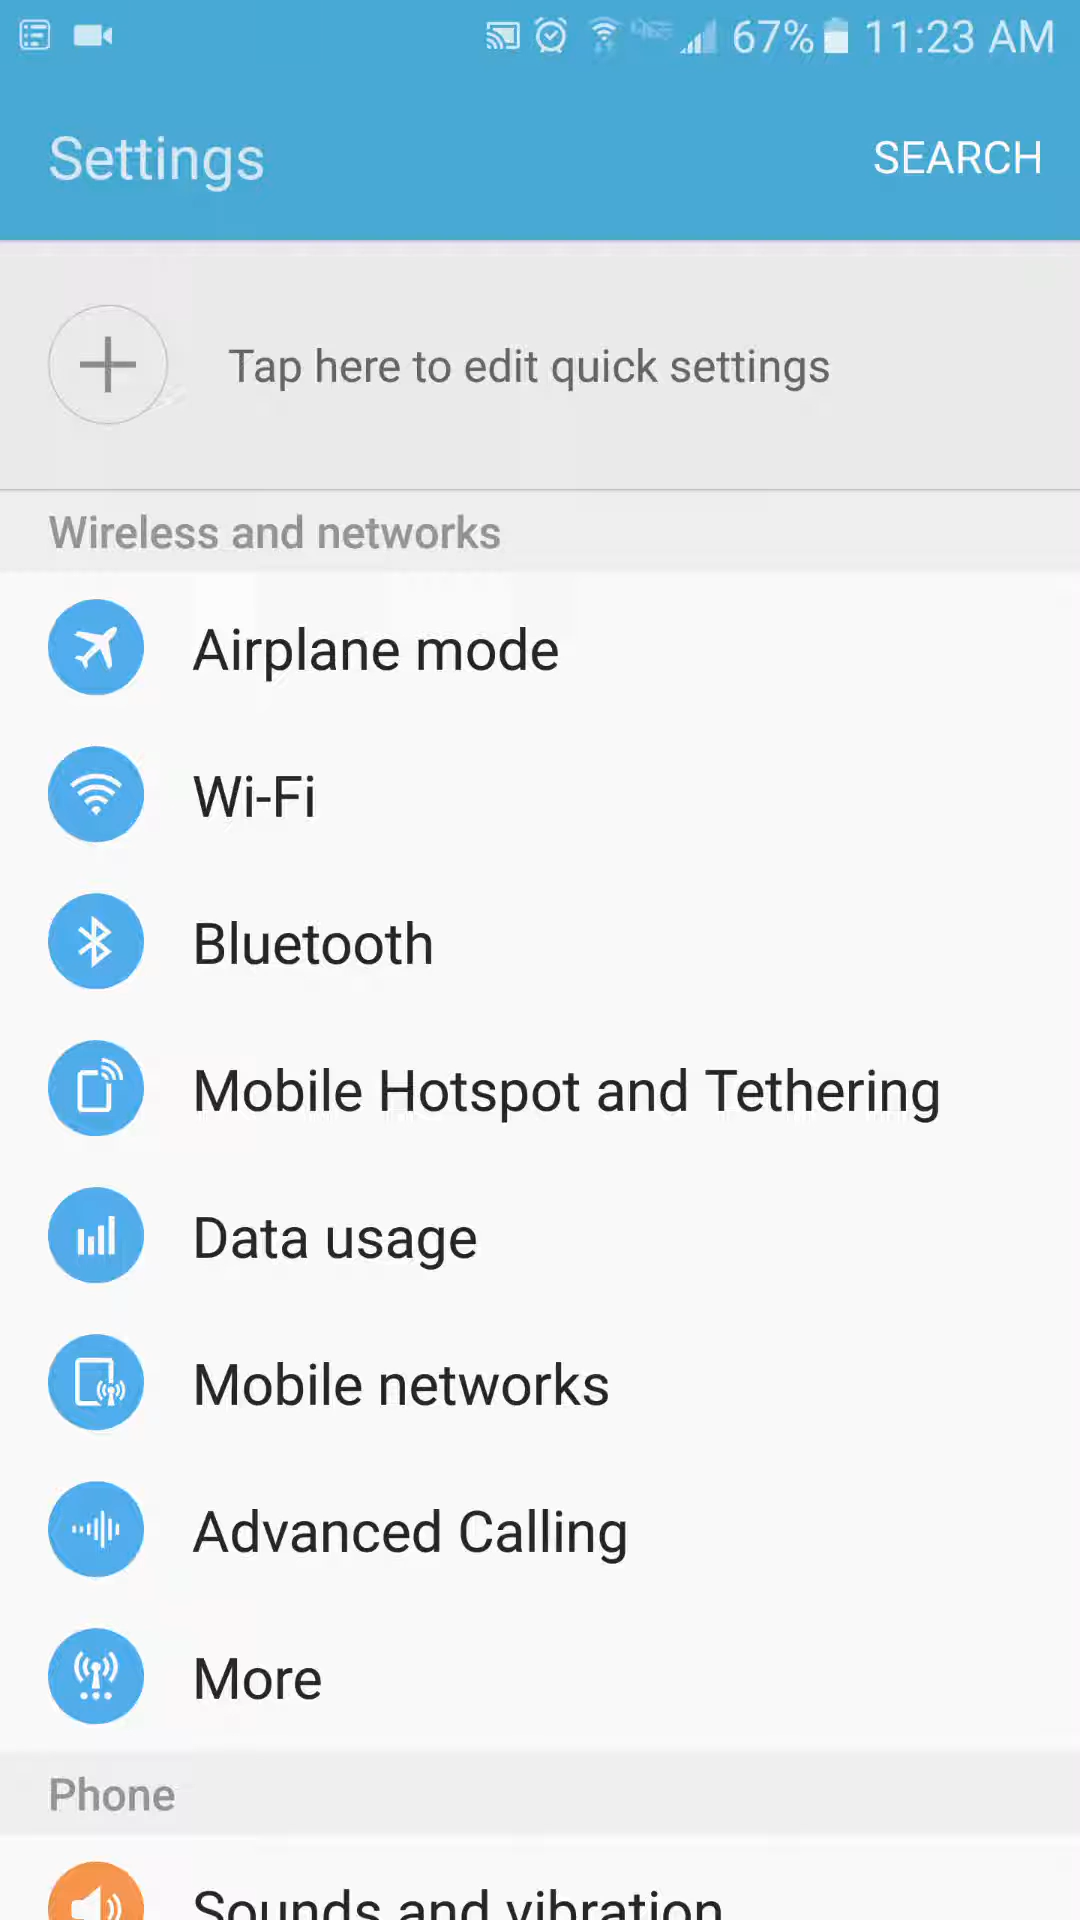 67% 11:23 AM
Settings
SEARCH
Tap here to edit quick settings
Wireless and networks
Airplane mode
Wi-Fi
Bluetooth
Mobile Hotspot and Tethering
Data usage
Mobile networks
Advanced Calling
More
Phone
Sounds and vibration